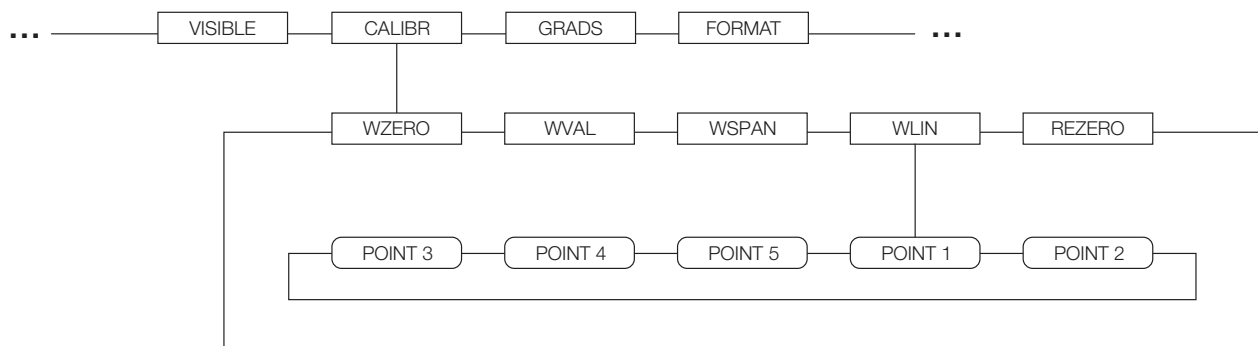 ... VISIBLE CALIBR GRADS FORMAT ...
WZERO WVAL WSPAN WLIN REZERO
POINT 3 POINT 4 POINT 5 POINT 1 POINT 2